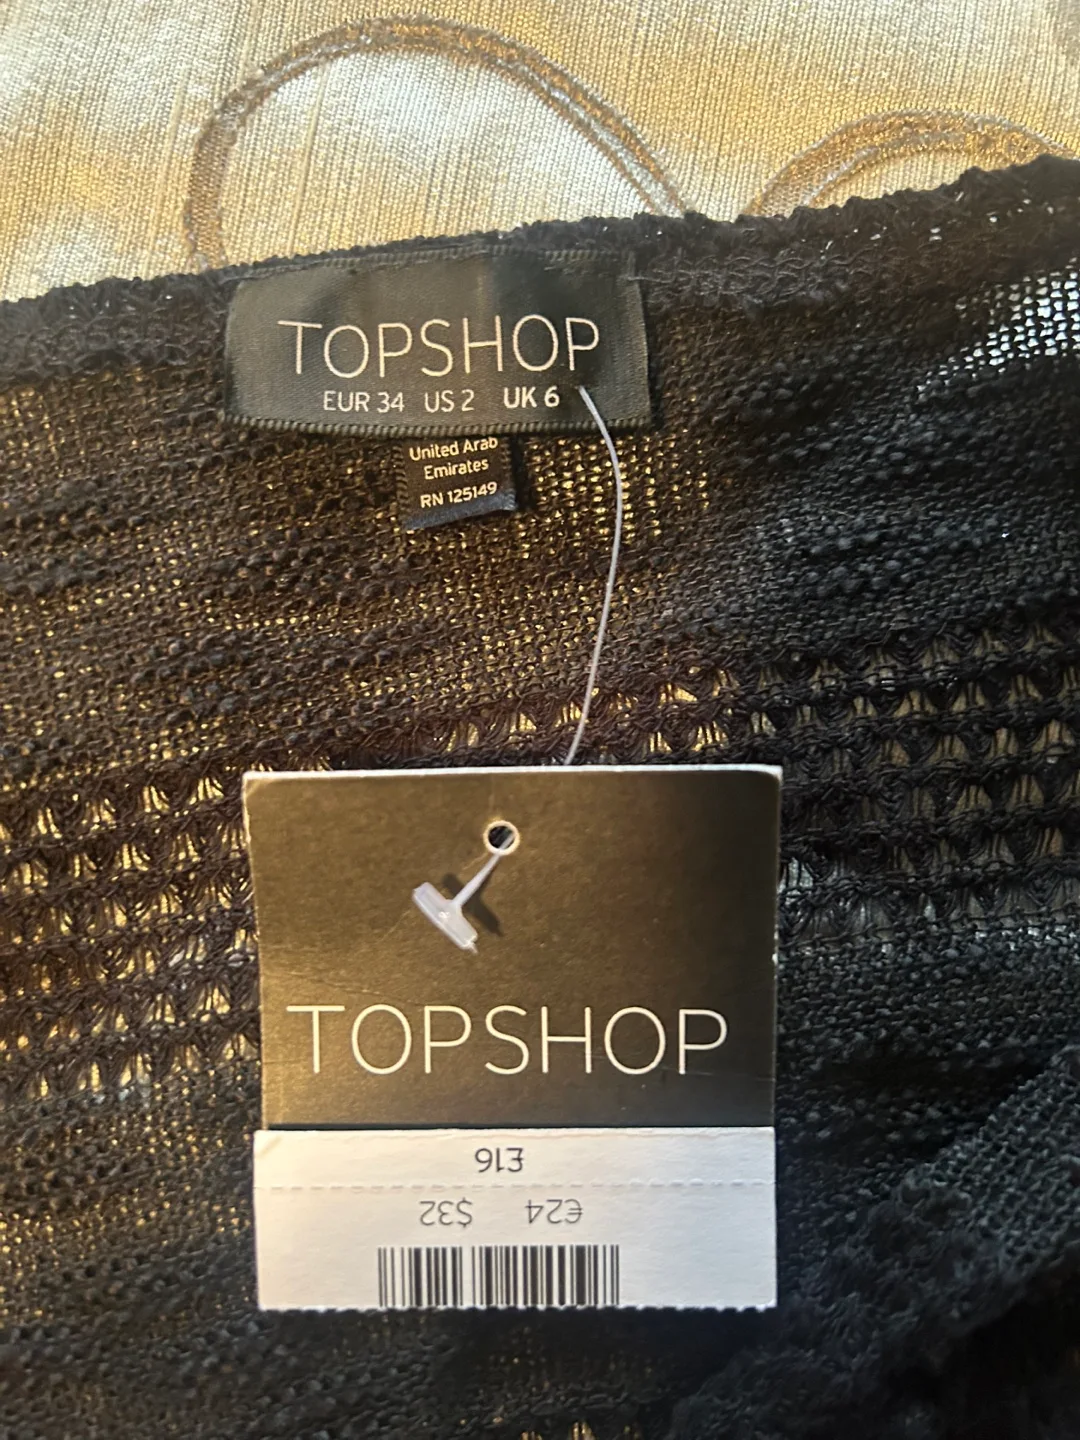 TOPSHOP
EUR 34 US 2 UK 6
United Arab
Emirates
RN 125149
TOPSHOP
£16
€24 $32